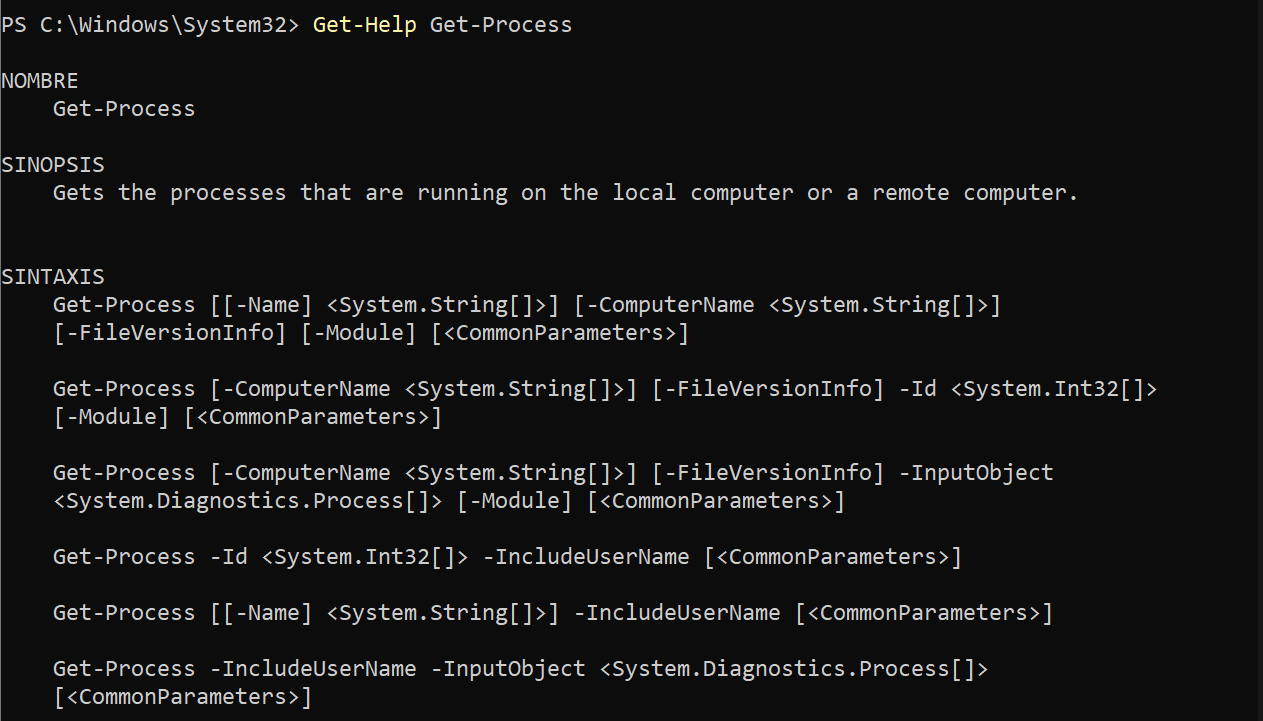 PS C:\Windows\System32> Get-Help Get-Process
NOMBRE
Get-Process
SINOPSIS
Gets the processes that are running on the local computer or a remote computer.
SINTAXIS
Get-Process [[-Name] <System.String[]>] [-ComputerName <System.String[]>]
[-FileVersionInfo] [-Module] [<CommonParameters>]
Get-Process [-ComputerName <System.String[]>] [-FileVersionInfo] -Id <System.Int32[]>
[-Module] [<CommonParameters>]
Get-Process [-ComputerName <System.String[]>] [-FileVersionInfo] -InputObject
<System.Diagnostics.Process[]> [-Module] [<CommonParameters>]
Get-Process -Id <System.Int32[]> -IncludeUserName [<CommonParameters>]
Get-Process [[-Name] <System.String[]>] -IncludeUserName [<CommonParameters>]
Get-Process -IncludeUserName -InputObject <System.Diagnostics.Process[]>
[<CommonParameters>]